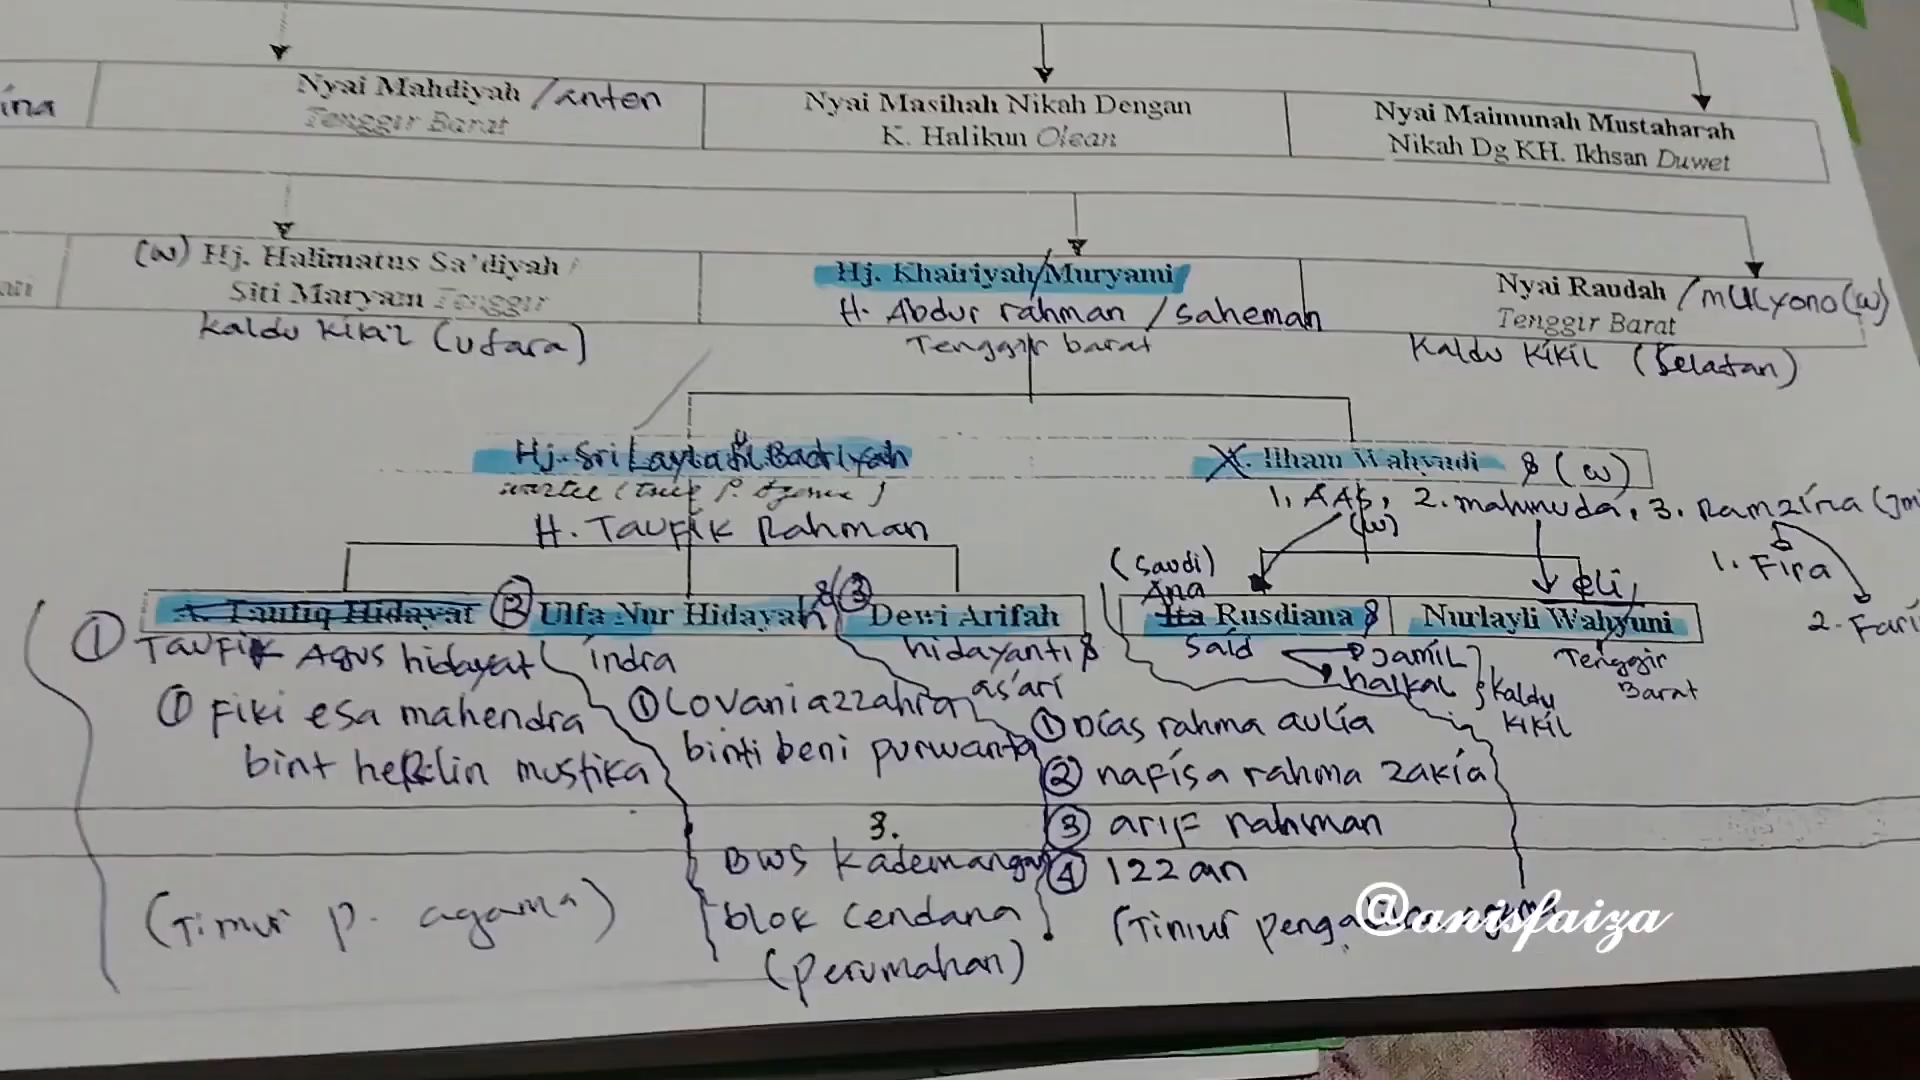 ina
Nyai Mahdiyah /anten
Tenggir Barat
Nyai Masihah Nikah Dengan
K. Halikun Olean
Nyai Maimunah Mustaharah
Nikah Dg KH. Ikhsan Duwet
(w) Hj. Halimatus Sa'diyah /
Siti Maryam Tenggir
Kaldu Kikil (Utara)
Hj. Khairiyah/Muryami
H. Abdur rahman / saheman
Tenggir barat
Nyai Raudah / mulyono (w)
Tenggir Barat
Kaldu Kikil (Selatan)
Hj. Sri Laylatul Badriyah
H. Taufik Rahman
Ilham Wahyudi & (w)
1. AAS, 2. mahmuda, 3. Ramzina
(w)
1. Fira
2. Fari
A. Taufiq Hidayat
① Taufik Agus hidayat
① Fiki esa mahendra
bint herlin mustika
(Timur p. agama)
② Ulfa Nur Hidayah &
indra
① Lovani azzahra
binti beni purwanto
3.
BWS Kademangan
blok cendana
(perumahan)
③ Dewi Arifah
hidayanti &
as'ari
① Dias rahma aulia
② nafisa rahma zakia
③ arif rahman
④ 122an
(Timur
(Saudi)
Ana
Ita Rusdiana &
Said
Jamil
haikal
Kaldu
Kikil
eli/
Nurlayli Wahyuni
Tenggir
Barat
@anisfaiza